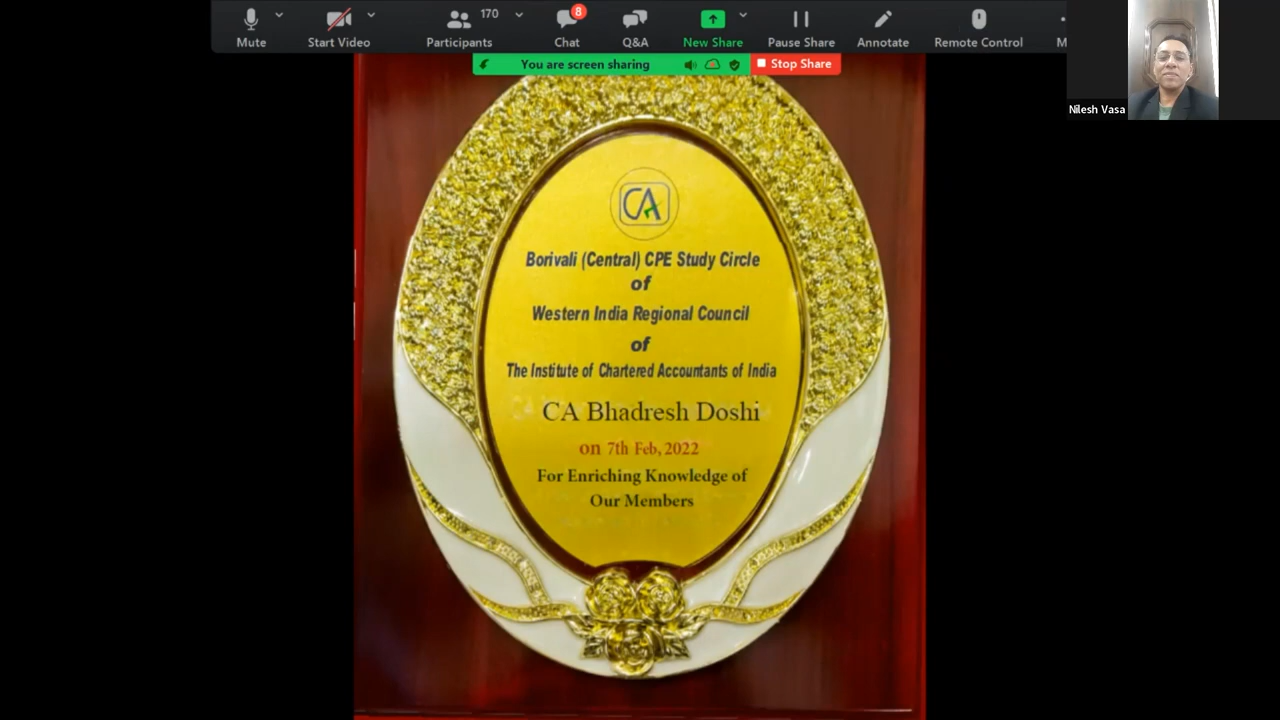 Mute
Start Video
170
Participants
8
Chat
Q&A
New Share
Pause Share
Annotate
Remote Control
You are screen sharing
Stop Share
Nilesh Vasa
CA
Borivali (Central) CPE Study Circle
of
Western India Regional Council
of
The Institute of Chartered Accountants of India
CA Bhadresh Doshi
on 7th Feb, 2022
For Enriching Knowledge of
Our Members